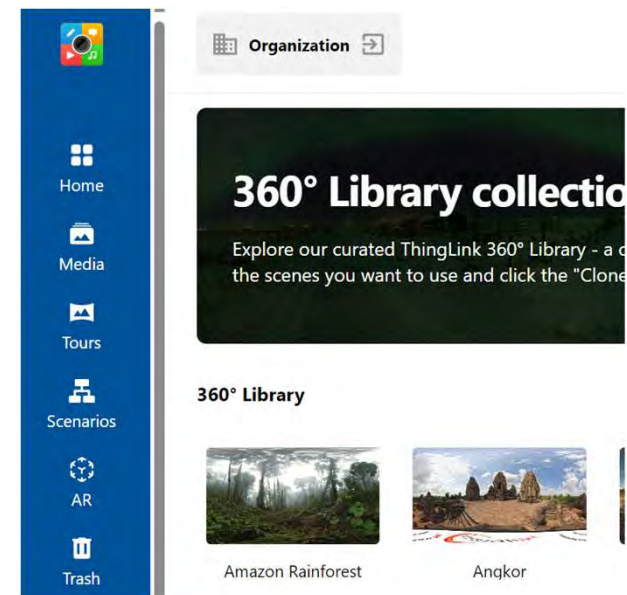 Organization
Home
Media
Tours
Scenarios
AR
Trash
360° Library collectio
Explore our curated ThingLink 360° Library - a c
the scenes you want to use and click the "Clone
360° Library
Amazon Rainforest
Angkor